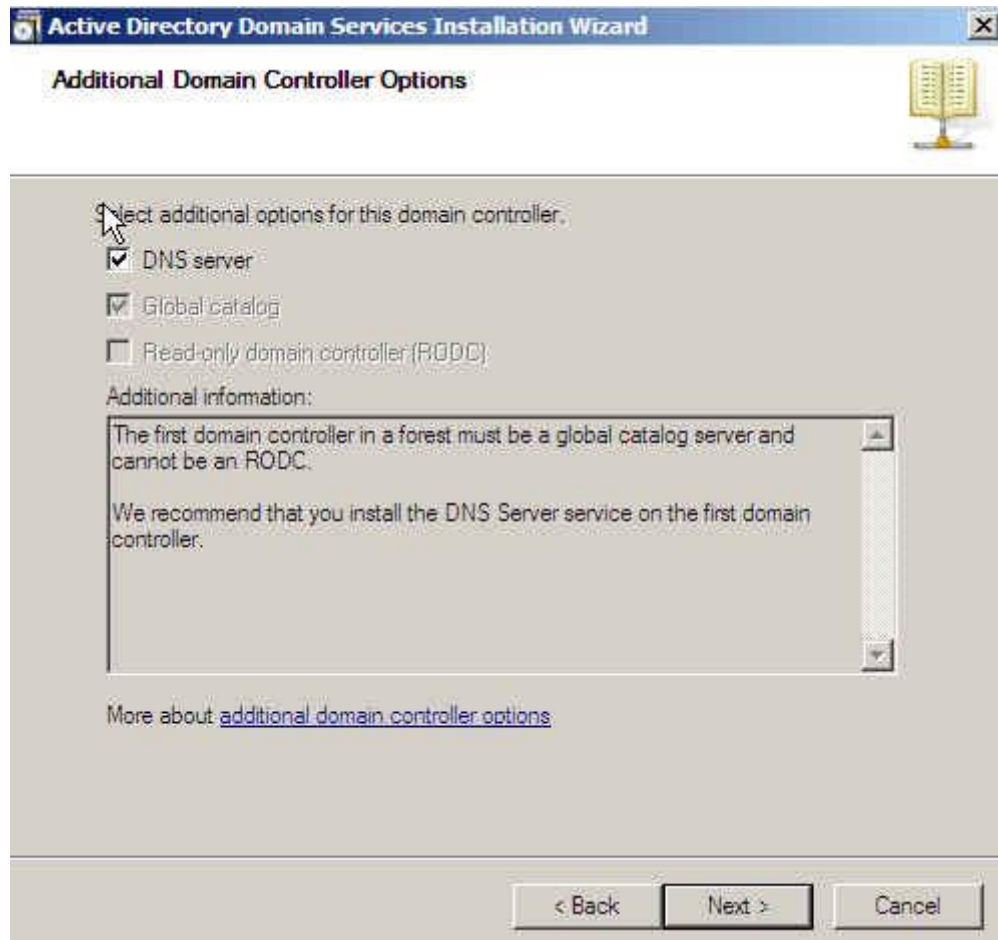 Active Directory Domain Services Installation Wizard
Additional Domain Controller Options
Select additional options for this domain controller.
DNS server
Global catalog
Read-only domain controller (RODC)
Additional information:
The first domain controller in a forest must be a global catalog server and
cannot be an RODC.
We recommend that you install the DNS Server service on the first domain
controller.
More about additional domain controller options
< Back
Next >
Cancel